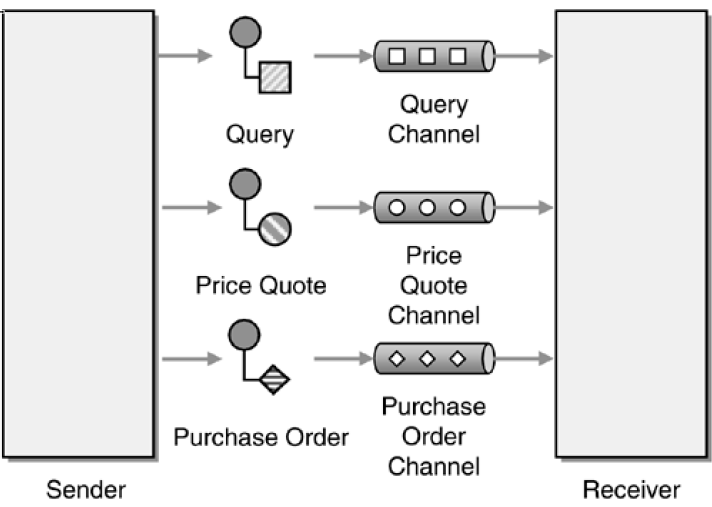 Query
Query
Channel
Price Quote
Price
Quote
Channel
Purchase Order
Purchase
Order
Channel
Sender
Receiver